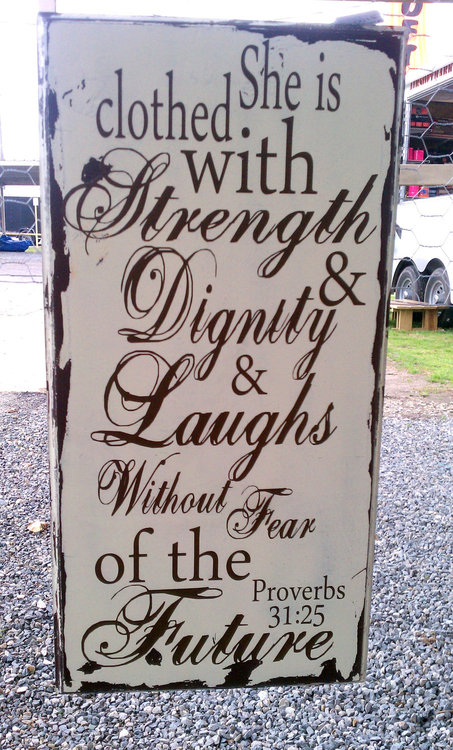 She is
clothed
with
Strength
&
Dignity
&
Laughs
Without Fear
of the
Proverbs
31:25
Future